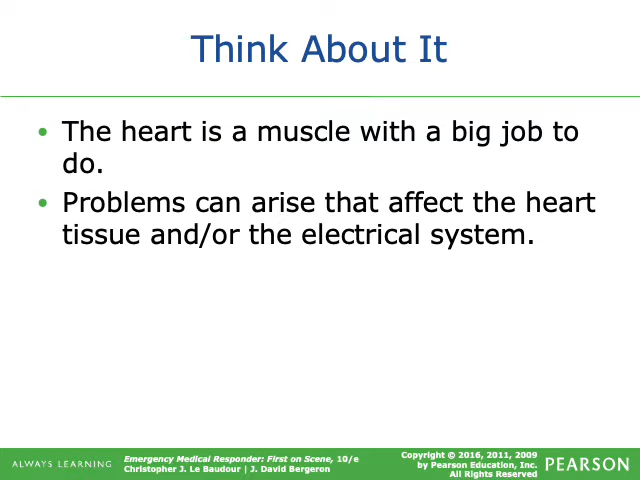 Think About It
• The heart is a muscle with a big job to
do.
• Problems can arise that affect the heart
tissue and/or the electrical system.
ALWAYS LEARNING
Emergency Medical Responder: First on Scene, 10/e
Christopher J. Le Baudour | J. David Bergeron
Copyright © 2016, 2011, 2009
by Pearson Education, Inc.
All Rights Reserved
PEARSON